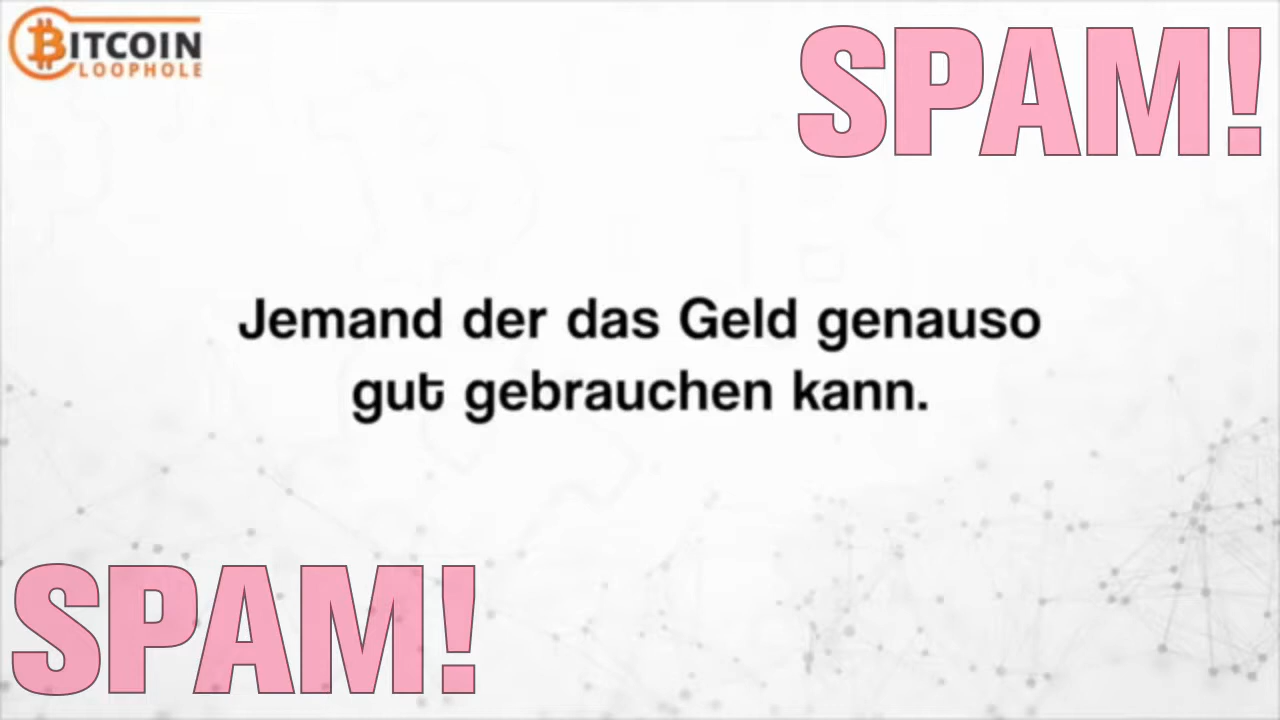 BITCOIN
LOOPHOLE
SPAM!
Jemand der das Geld genauso
gut gebrauchen kann.
SPAM!